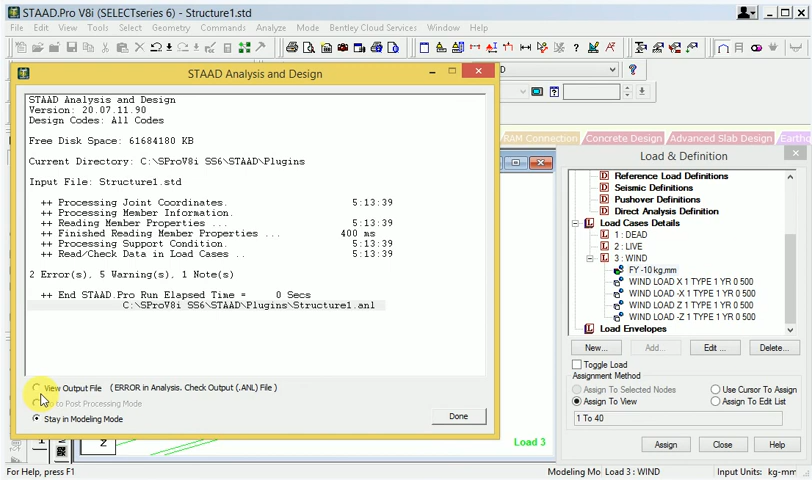 STAAD.Pro V8i (SELECTseries 6) - Structure1.std
File Edit View Tools Select Geometry Commands Analyze Mode Bentley Cloud Services Window Help
STAAD Analysis and Design
STAAD Analysis and Design
Version: 20.07.11.90
Design Codes: All Codes
Free Disk Space: 61684180 KB
Current Directory: C:\SProV8i SS6\STAAD\Plugins
Input File: Structure1.std
++ Processing Joint Coordinates. 5:13:39
++ Processing Member Information.
++ Reading Member Properties ... 5:13:39
++ Finished Reading Member Properties ... 400 ms
++ Processing Support Condition. 5:13:39
++ Read/Check Data in Load Cases .. 5:13:39
2 Error(s), 5 Warning(s), 1 Note(s)
++ End STAAD.Pro Run Elapsed Time = 0 Secs
C:\SProV8i SS6\STAAD\Plugins\Structure1.anl
View Output File (ERROR in Analysis. Check Output (.ANL) File )
to Post Processing Mode
Stay in Modeling Mode
Done
RAM Connection Concrete Design Advanced Slab Design
Load & Definition
Reference Load Definitions
Seismic Definitions
Pushover Definitions
Direct Analysis Definition
Load Cases Details
1 : DEAD
2 : LIVE
3 : WIND
FY -10 kg,mm
WIND LOAD X 1 TYPE 1 YR 0 500
WIND LOAD -X 1 TYPE 1 YR 0 500
WIND LOAD Z 1 TYPE 1 YR 0 500
WIND LOAD -Z 1 TYPE 1 YR 0 500
Load Envelopes
New... Add... Edit ... Delete...
Toggle Load
Assignment Method
Assign To Selected Nodes Use Cursor To Assign
Assign To View Assign To Edit List
1 To 40
Assign Close Help
Z
Load 3
For Help, press F1
Modeling Mo Load 3 : WIND Input Units: kg-mm